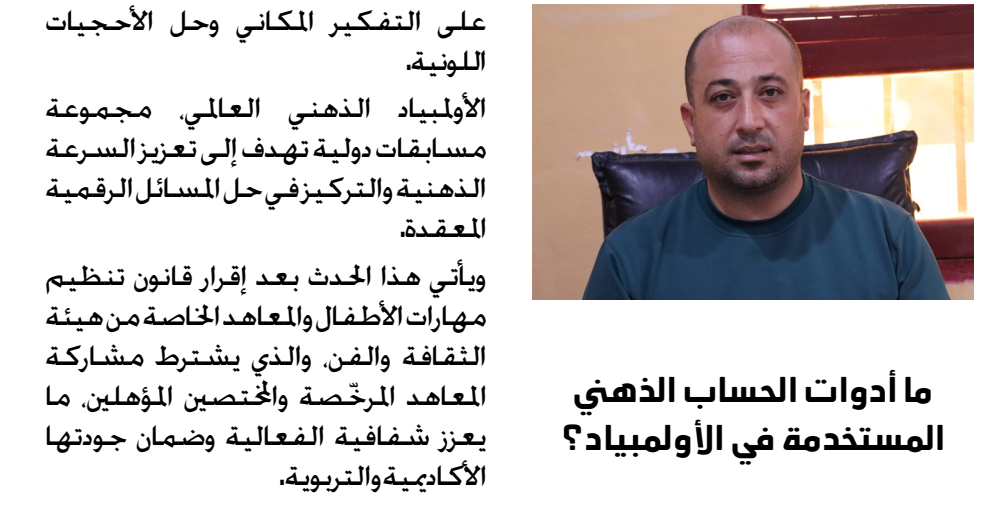 ما أدوات الحساب الذهني
المستخدمة في الأولمبياد؟
على التفكير المكاني وحل الأحجيات
اللونية.
الأولمبياد الذهني العالمي، مجموعة
مسابقات دولية تهدف إلى تعزيز السرعة
الذهنية والتركيز في حل المسائل الرقمية
المعقدة.
ويأتي هذا الحدث بعد إقرار قانون تنظيم
مهارات الأطفال والمعاهد الخاصة من هيئة
الثقافة والفن، والذي يشترط مشاركة
المعاهد المرخّصة والمختصين المؤهلين، ما
يعزز شفافية الفعالية وضمان جودتها
الأكاديمية والتربوية.